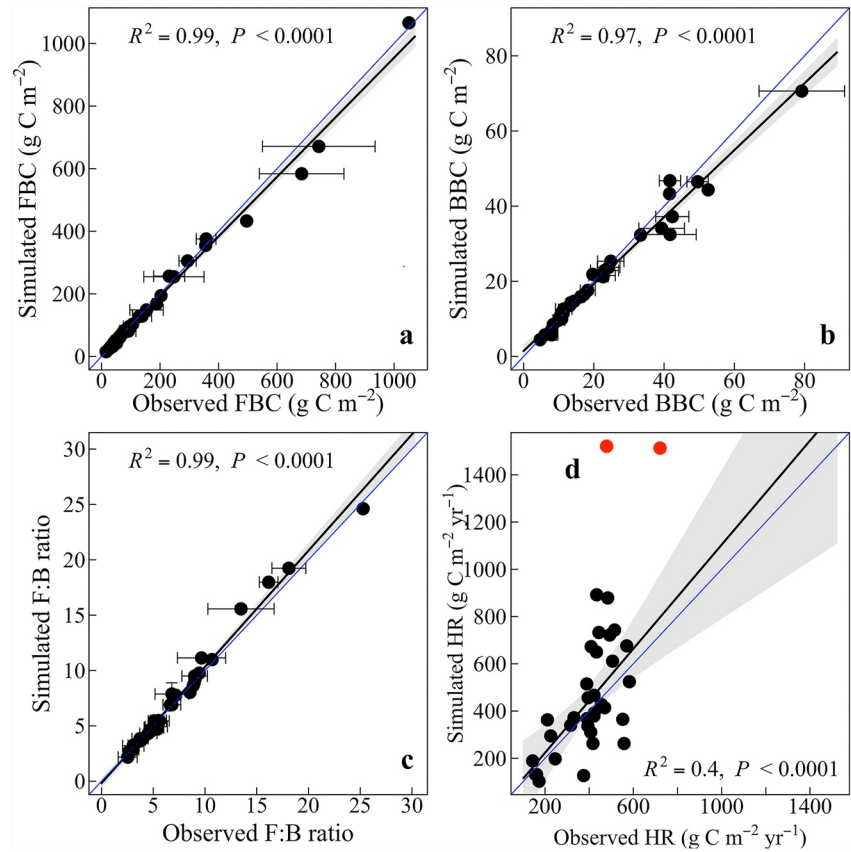 R² = 0.99, P < 0.0001
1000
800
600
400
200
0
Simulated FBC (g C m⁻²)
a
0 200 400 600 800 1000
Observed FBC (g C m⁻²)
R² = 0.97, P < 0.0001
80
60
40
20
0
Simulated BBC (g C m⁻²)
b
0 20 40 60 80
Observed BBC (g C m⁻²)
R² = 0.99, P < 0.0001
30
25
20
15
10
5
0
Simulated F:B ratio
c
0 5 10 15 20 25 30
Observed F:B ratio
d
1400
1200
1000
800
600
400
200
Simulated HR (g C m⁻² yr⁻¹)
R² = 0.4, P < 0.0001
200 600 1000 1400
Observed HR (g C m⁻² yr⁻¹)